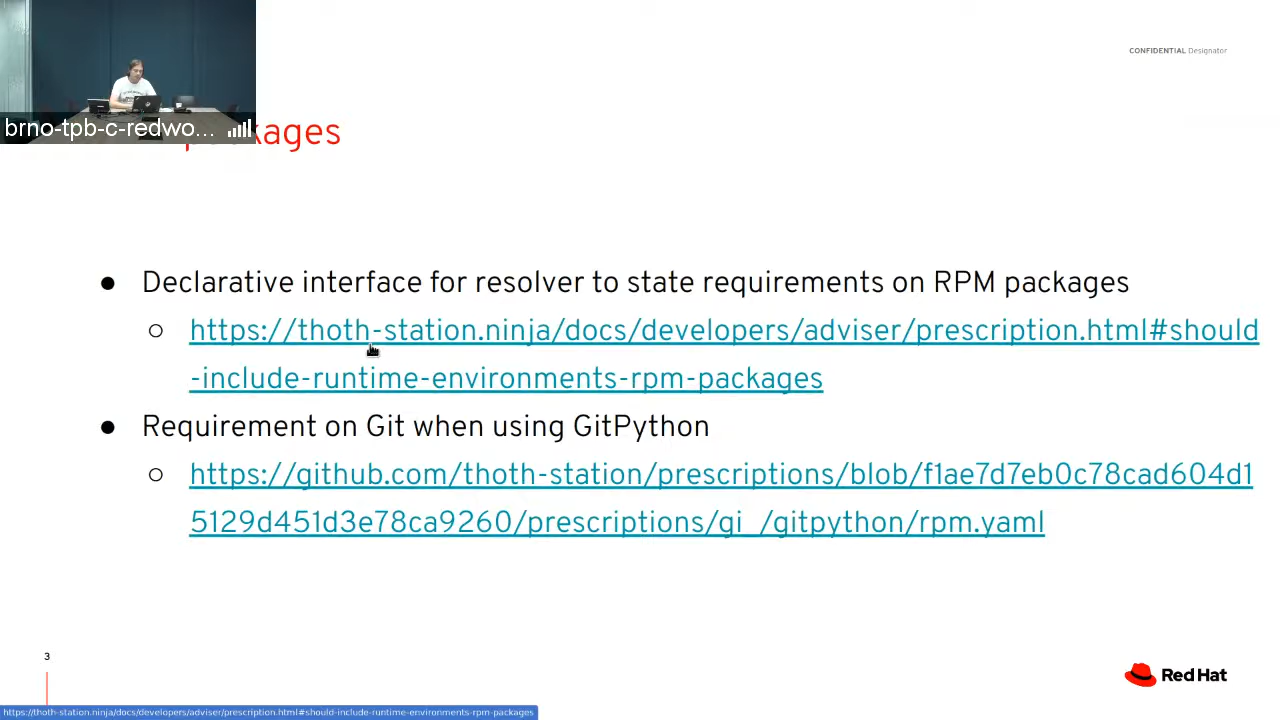 CONFIDENTIAL Designator
brno-tpb-c-redwo...
packages
● Declarative interface for resolver to state requirements on RPM packages
○ https://thoth-station.ninja/docs/developers/adviser/prescription.html#should
-include-runtime-environments-rpm-packages
● Requirement on Git when using GitPython
○ https://github.com/thoth-station/prescriptions/blob/f1ae7d7eb0c78cad604d1
5129d451d3e78ca9260/prescriptions/gi_/gitpython/rpm.yaml
3
Red Hat
https://thoth-station.ninja/docs/developers/adviser/prescription.html#should-include-runtime-environments-rpm-packages